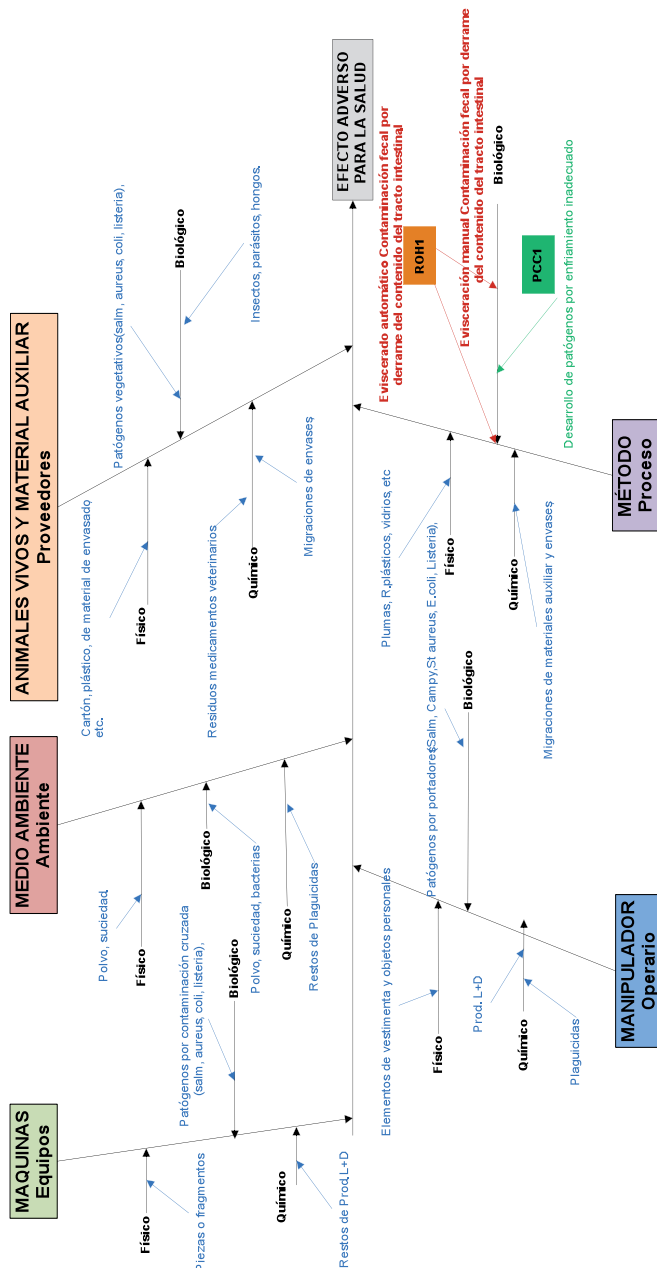 MAQUINAS
Equipos
MEDIO AMBIENTE
Ambiente
ANIMALES VIVOS Y MATERIAL AUXILIAR
Proveedores
Físico
Piezas o fragmentos
Patógenos por contaminación cruzada
(salm, aureus, coli, listeria),
Biológico
Químico
Restos de Prod. L+D
Polvo, suciedad,
Físico
Biológico
Polvo, suciedad, bacterias
Químico
Restos de Plaguicidas
Cartón, plástico, de material de envasado
etc.
Físico
Patógenos vegetativos(salm, aureus, coli, listeria),
Biológico
Insectos, parásitos, hongos.
Residuos medicamentos veterinarios
Químico
Migraciones de envases
EFECTO ADVERSO
PARA LA SALUD
Elementos de vestimenta y objetos personales
Físico
Patógenos por portadores(Salm, Campy,St aureus, E.coli, Listeria),
Biológico
Prod. L+D
Químico
Plaguicidas
MANIPULADOR
Operario
Plumas, R.plásticos, vidrios, etc
Físico
Químico
Migraciones de materiales auxiliar y envases
Eviscerado automático Contaminación fecal por
derrame del contenido del tracto intestinal
ROH1
Evisceración manual Contaminación fecal por derrame
del contenido del tracto intestinal
Biológico
PCC1
Desarrollo de patógenos por enfriamiento inadecuado
MÉTODO
Proceso